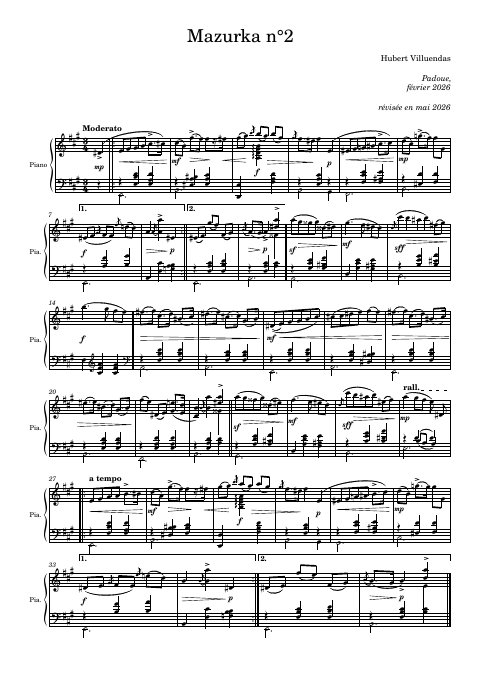 Mazurka n°2
Hubert Villuendas
Padoue,
février 2026
révisée en mai 2026
Moderato
Piano
mp mf f p mp
7
1. 2.
Pia.
f p p sf mf sff
14
Pia.
f mf
20
rall.
Pia.
mf sff mp
27
a tempo
Pia.
mp mf f p mp
33
1. 2.
Pia.
f p p